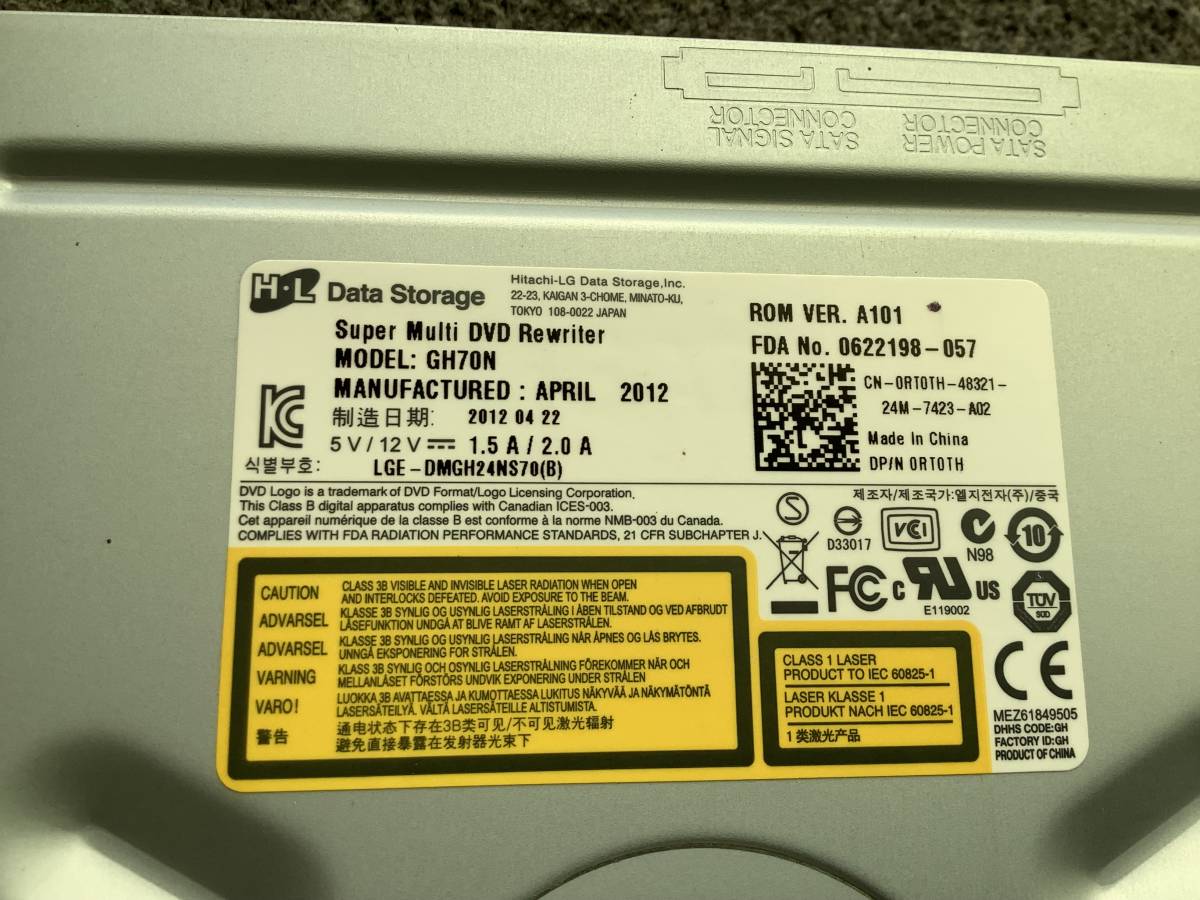 SATA SIGNAL
CONNECTOR
SATA POWER
CONNECTOR
H·L Data Storage
Hitachi-LG Data Storage,Inc.
22-23, KAIGAN 3-CHOME, MINATO-KU,
TOKYO 108-0022 JAPAN
Super Multi DVD Rewriter
MODEL: GH70N
MANUFACTURED : APRIL 2012
制造日期: 2012 04 22
5 V / 12 V 1.5 A / 2.0 A
식별부호: LGE-DMGH24NS70(B)
ROM VER. A101
FDA No. 0622198-057
CN-0RT0TH-48321-
24M-7423-A02
Made In China
DP/N 0RT0TH
DVD Logo is a trademark of DVD Format/Logo Licensing Corporation.
This Class B digital apparatus complies with Canadian ICES-003.
Cet appareil numérique de la classe B est conforme à la norme NMB-003 du Canada.
COMPLIES WITH FDA RADIATION PERFORMANCE STANDARDS, 21 CFR SUBCHAPTER J.
제조자/제조국가:엘지전자(주)/중국
S
D33017
VCI
N98
10
FCC
c RU US
E119002
TÜV
SÜD
CE
CAUTION CLASS 3B VISIBLE AND INVISIBLE LASER RADIATION WHEN OPEN
AND INTERLOCKS DEFEATED. AVOID EXPOSURE TO THE BEAM.
ADVARSEL KLASSE 3B SYNLIG OG USYNLIG LASERSTRÅLING I ÅBEN TILSTAND OG VED AFBRUDT
LÅSEFUNKTION UNDGÅ AT BLIVE RAMT AF LASERSTRÅLEN.
ADVARSEL KLASSE 3B SYNLIG OG USYNLIG LASERSTRÅLING NÅR ÅPNES OG LÅS BRYTES.
UNNGÅ EKSPONERING FOR STRÅLEN.
VARNING KLASS 3B SYNLIG OCH OSYNLIG LASERSTRÅLNING FÖREKOMMER NÄR OCH
MELLANLÅSET FÖRSTÖRS UNDVIK EXPONERING UNDER STRÅLEN
VARO! LUOKKA 3B AVATTAESSA JA KUMOTTAESSA LUKITUS NÄKYVÄÄ JA NÄKYMÄTÖNTÄ
LASERSÄTEILYÄ. VÄLTÄ LASERSÄTEILLE ALTISTUMISTA.
警告 通电状态下存在3B类可见/不可见激光辐射
避免直接暴露在发射器光束下
CLASS 1 LASER
PRODUCT TO IEC 60825-1
LASER KLASSE 1
PRODUKT NACH IEC 60825-1
1类激光产品
MEZ61849505
DHHS CODE:GH
FACTORY ID:GH
PRODUCT OF CHINA